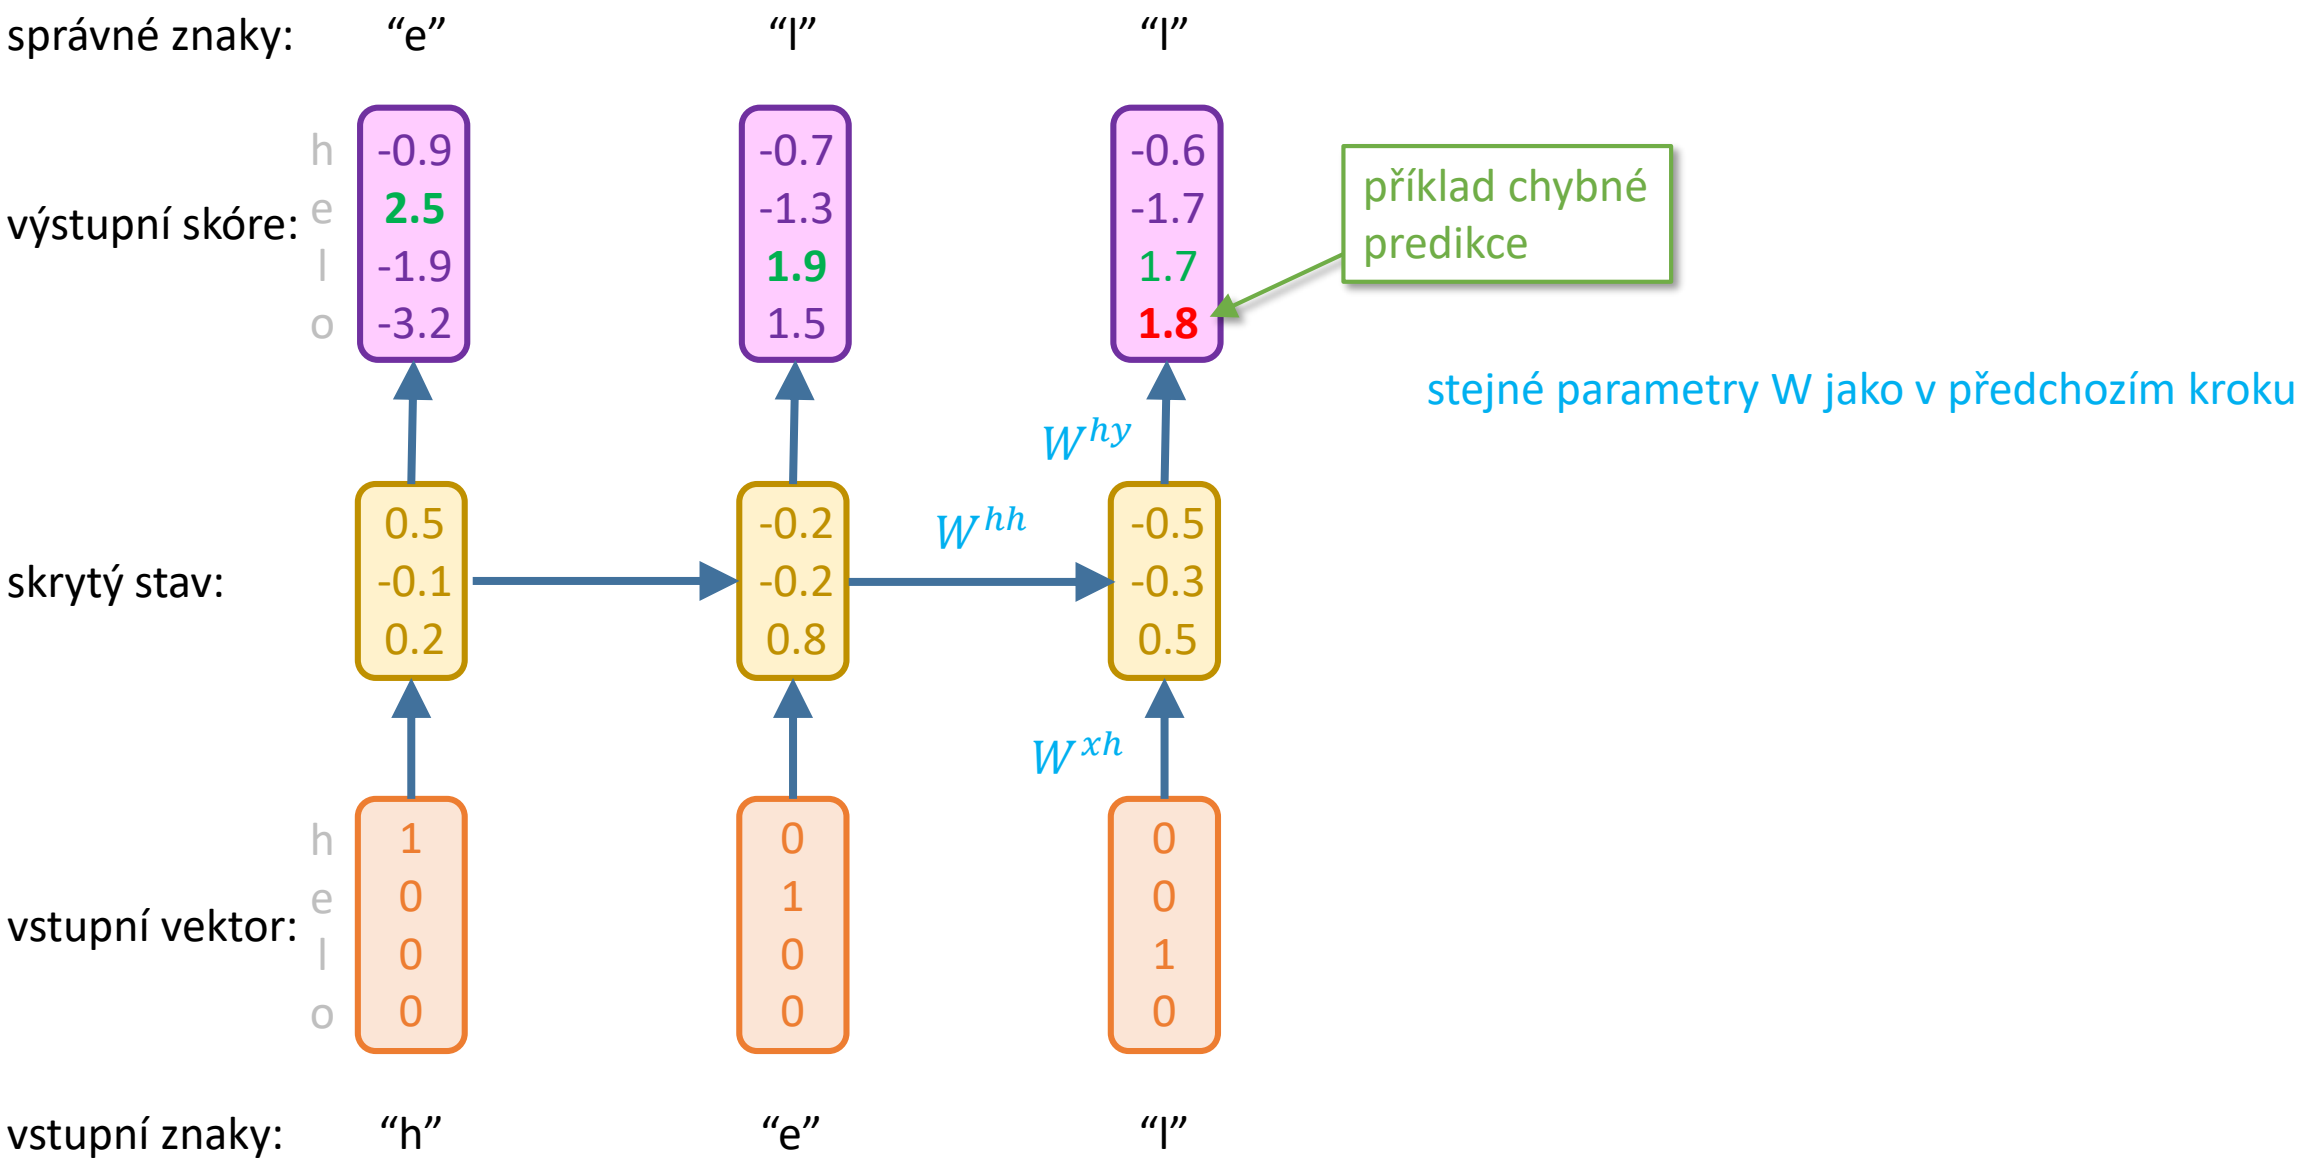 správné znaky: “e” “l” “l”
h -0.9 -0.7 -0.6
výstupní skóre: e 2.5 -1.3 -1.7
l -1.9 1.9 1.7
o -3.2 1.5 1.8
příklad chybné
predikce
stejné parametry W jako v předchozím kroku
W^{hy}
W^{hh}
0.5 -0.2 -0.5
skrytý stav: -0.1 -0.2 -0.3
0.2 0.8 0.5
W^{xh}
h 1 0 0
vstupní vektor: e 0 1 0
l 0 0 1
o 0 0 0
vstupní znaky: “h” “e” “l”